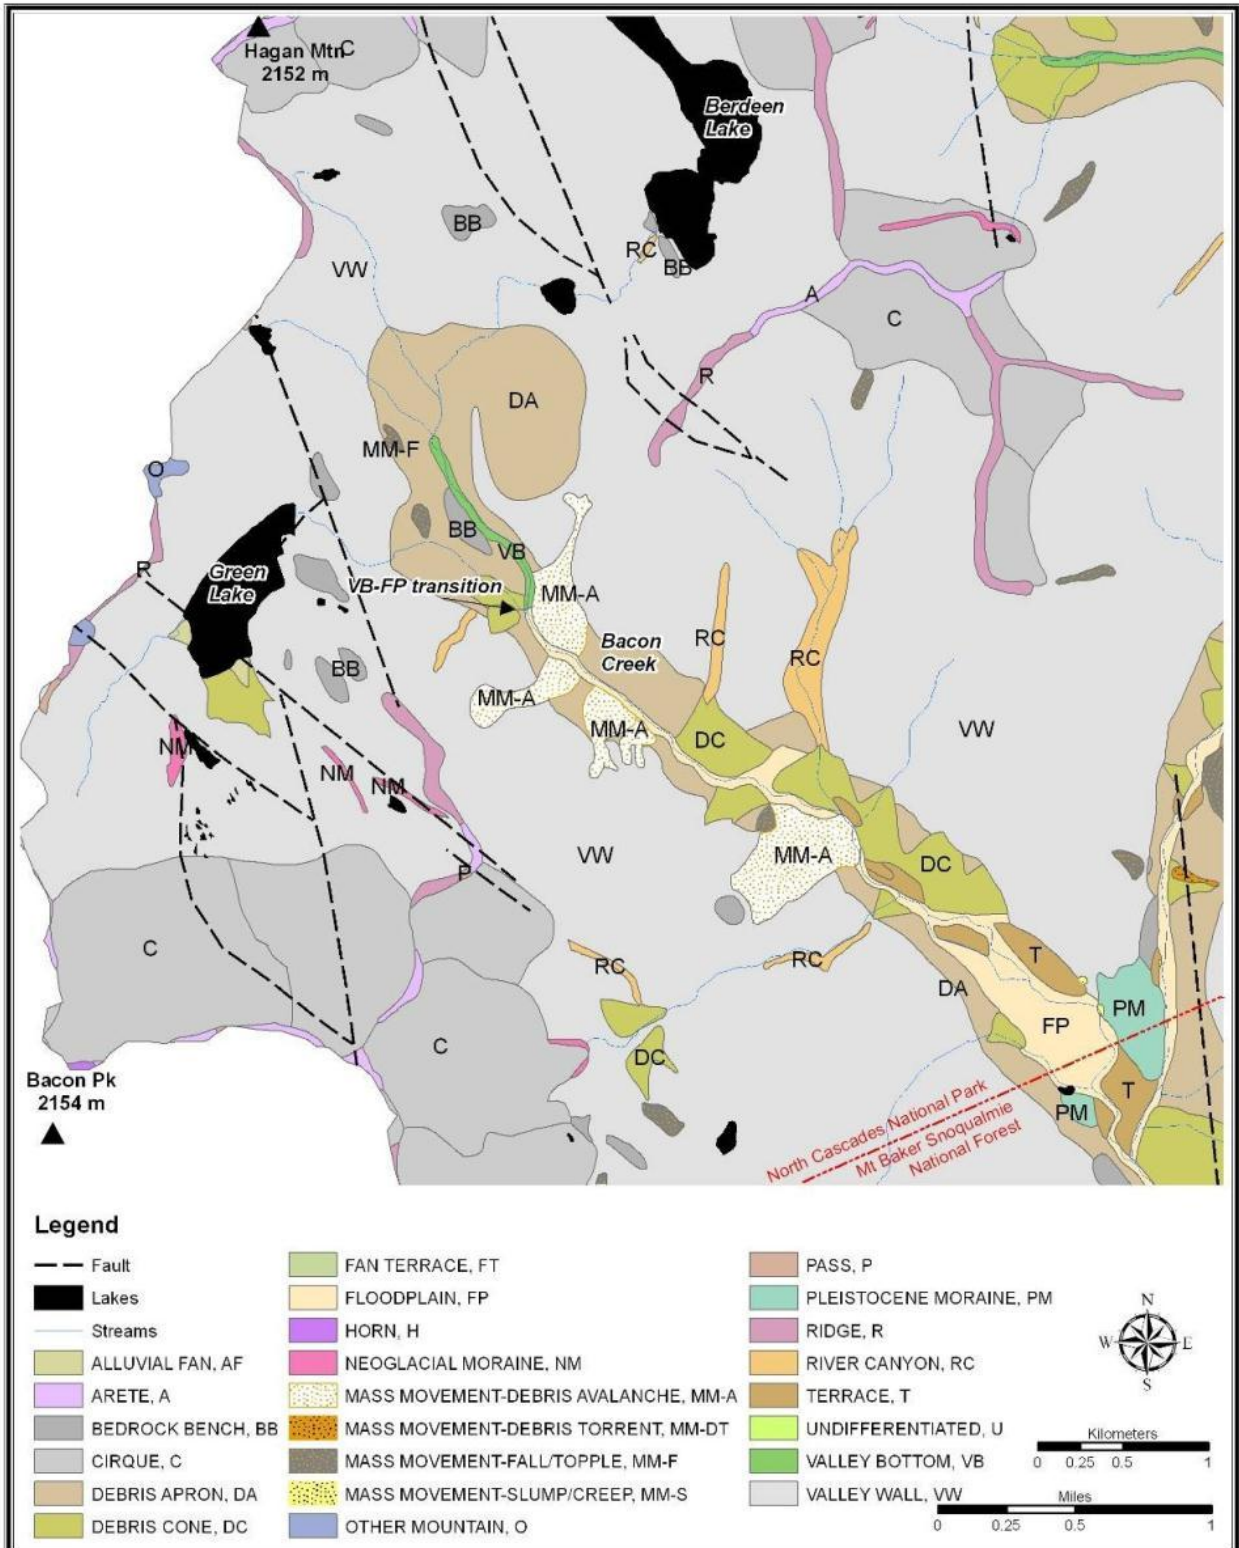 Hagan Mtn
2152 m
C
Berdeen
Lake
BB
RC
BB
VW
A
C
R
DA
MM-F
O
BB
VB
R
Green
Lake
VB-FP transition
MM-A
Bacon
Creek
RC
RC
BB
MM-A
MM-A
DC
VW
NM
NM
NM
VW
MM-A
DC
P
C
RC
RC
T
DA
PM
FP
C
DC
T
PM
Bacon Pk
2154 m
North Cascades National Park
Mt Baker Snoqualmie
National Forest
Legend
Fault
Lakes
Streams
ALLUVIAL FAN, AF
ARETE, A
BEDROCK BENCH, BB
CIRQUE, C
DEBRIS APRON, DA
DEBRIS CONE, DC
FAN TERRACE, FT
FLOODPLAIN, FP
HORN, H
NEOGLACIAL MORAINE, NM
MASS MOVEMENT-DEBRIS AVALANCHE, MM-A
MASS MOVEMENT-DEBRIS TORRENT, MM-DT
MASS MOVEMENT-FALL/TOPPLE, MM-F
MASS MOVEMENT-SLUMP/CREEP, MM-S
OTHER MOUNTAIN, O
PASS, P
PLEISTOCENE MORAINE, PM
RIDGE, R
RIVER CANYON, RC
TERRACE, T
UNDIFFERENTIATED, U
VALLEY BOTTOM, VB
VALLEY WALL, VW
N
W E
S
Kilometers
0 0.25 0.5 1
Miles
0 0.25 0.5 1